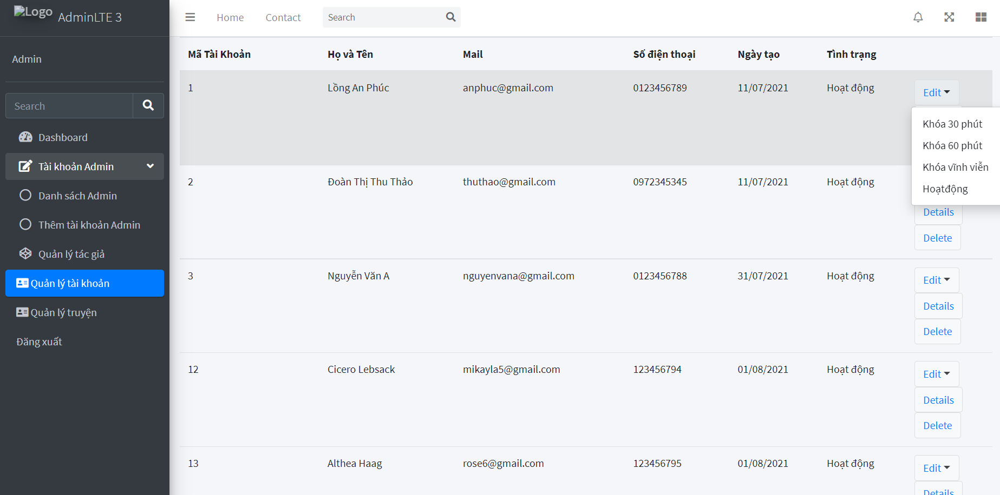 Logo AdminLTE 3
Home Contact Search
Admin
Search
Dashboard
Tài khoản Admin
Danh sách Admin
Thêm tài khoản Admin
Quản lý tác giả
Quản lý tài khoản
Quản lý truyện
Đăng xuất
Mã Tài Khoản Họ và Tên Mail Số điện thoại Ngày tạo Tình trạng
1 Lồng An Phúc anphuc@gmail.com 0123456789 11/07/2021 Hoạt động Edit
Khóa 30 phút
Khóa 60 phút
Khóa vĩnh viễn
Hoạtđộng
2 Đoàn Thị Thu Thảo thuthao@gmail.com 0972345345 11/07/2021 Hoạt động
Details
Delete
3 Nguyễn Văn A nguyenvana@gmail.com 0123456788 31/07/2021 Hoạt động Edit
Details
Delete
12 Cicero Lebsack mikayla5@gmail.com 123456794 01/08/2021 Hoạt động Edit
Details
Delete
13 Althea Haag rose6@gmail.com 123456795 01/08/2021 Hoạt động Edit
Details